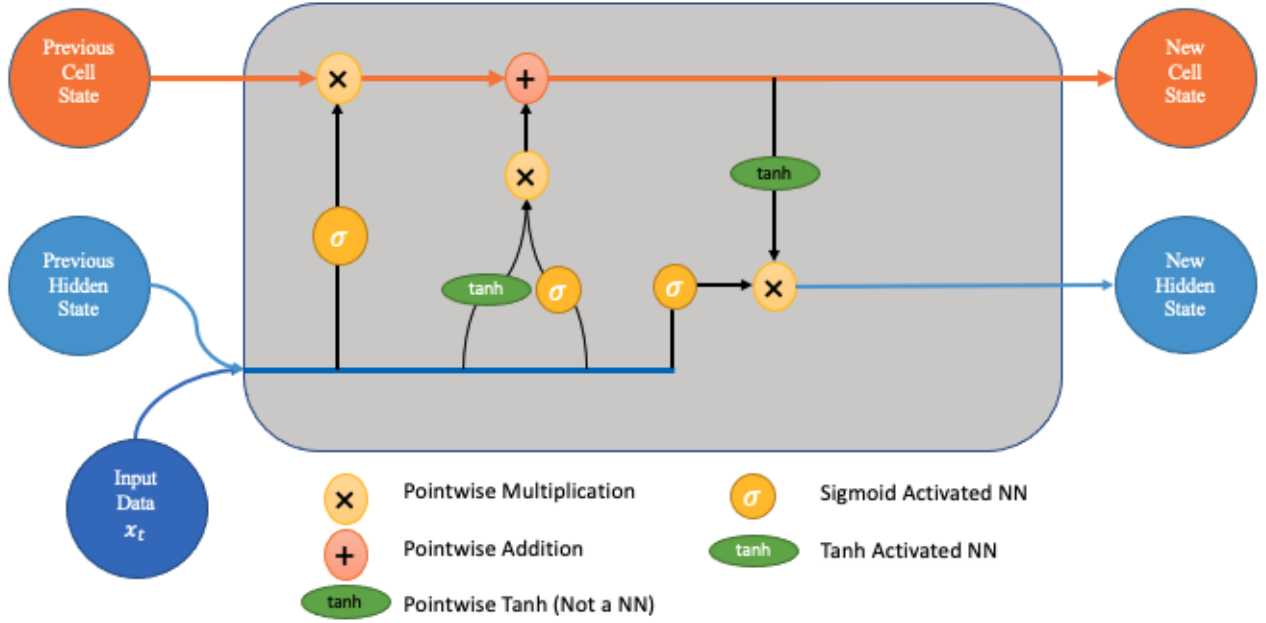 Previous
Cell
State
New
Cell
State
×
+
×
tanh
σ
Previous
Hidden
State
tanh
σ
σ
×
New
Hidden
State
Input
Data
xₜ
× Pointwise Multiplication
σ Sigmoid Activated NN
+ Pointwise Addition
tanh Tanh Activated NN
tanh Pointwise Tanh (Not a NN)